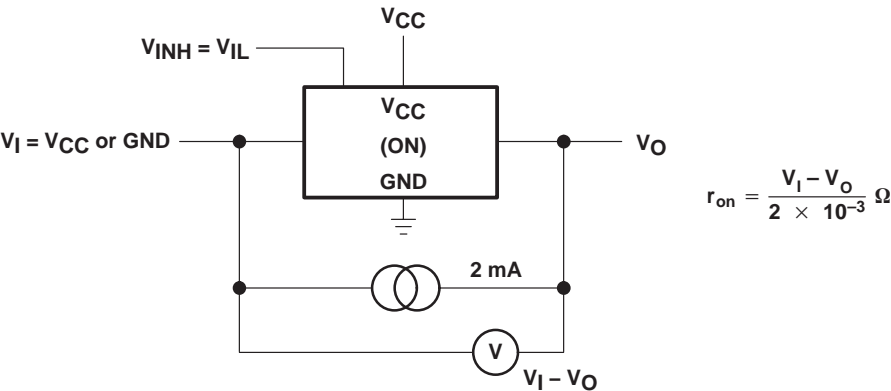 VCC
VINH = VIL
VCC
VI = VCC or GND
(ON)
VO
GND
ron = VI – VO / 2 × 10–3 Ω
2 mA
V
VI – VO